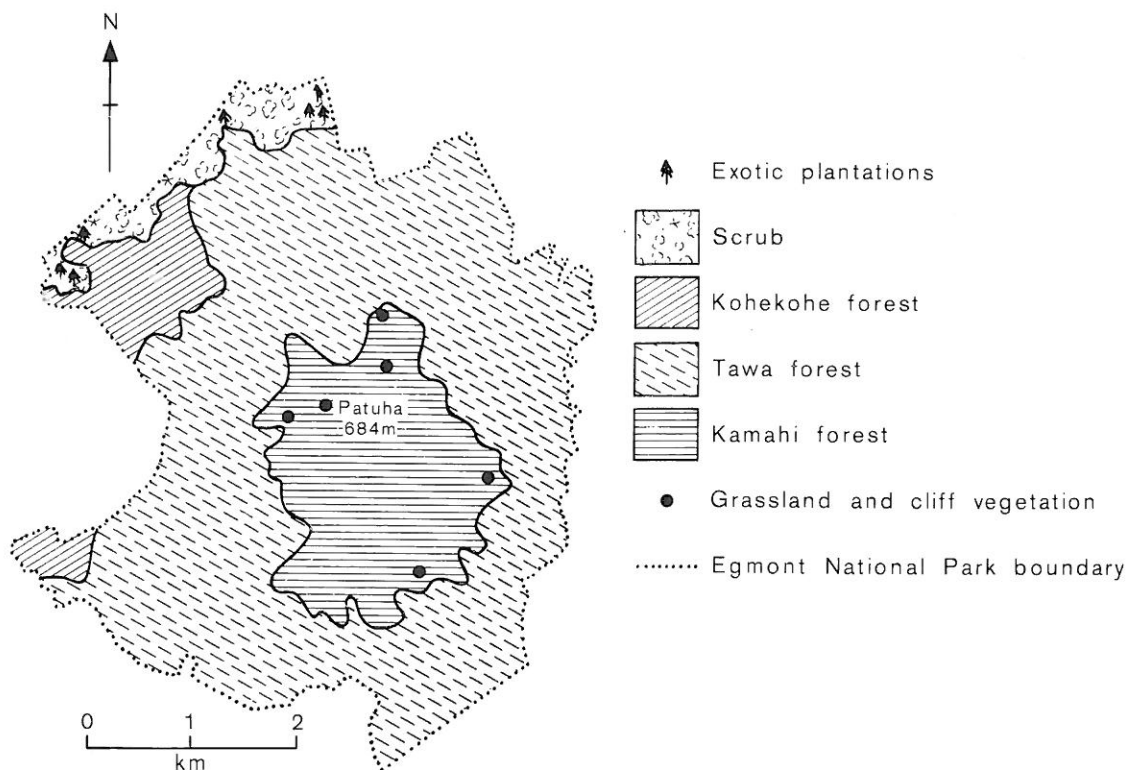 N
Exotic plantations
Scrub
Kohekohe forest
Tawa forest
Patuha
684m
Kamahi forest
Grassland and cliff vegetation
Egmont National Park boundary
0 1 2
km